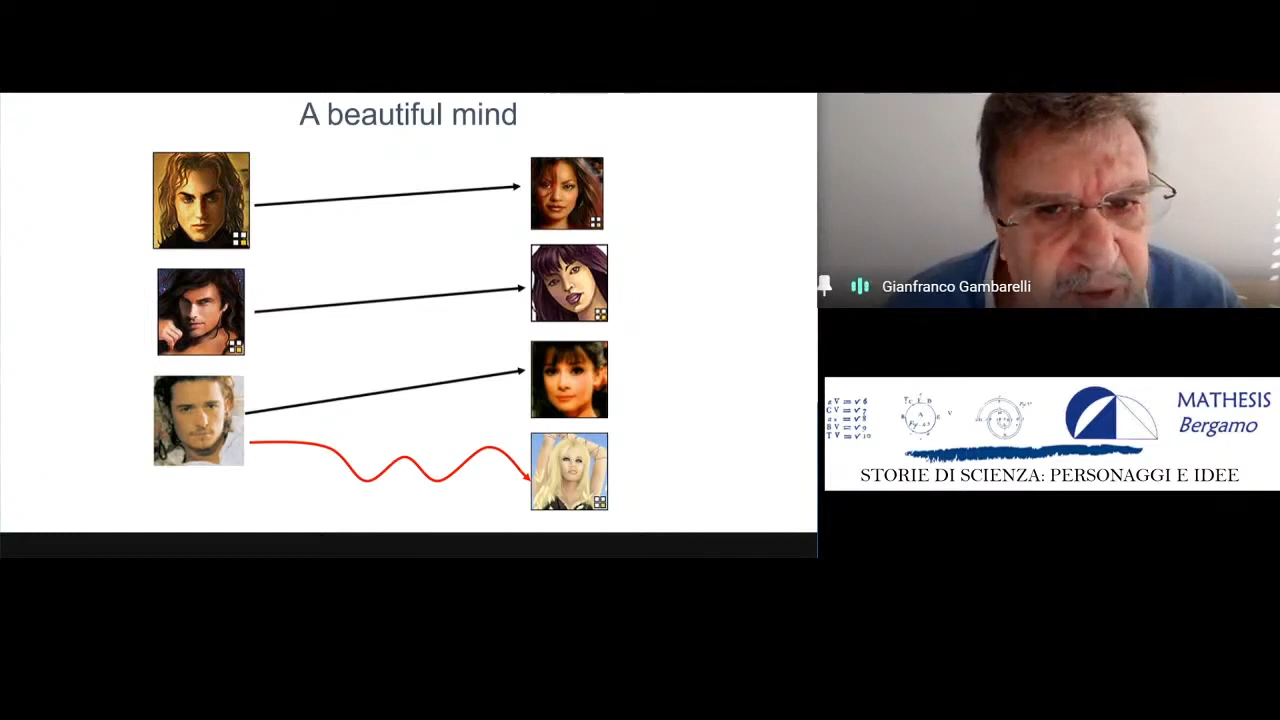 A beautiful mind
Gianfranco Gambarelli
MATHESIS
Bergamo
STORIE DI SCIENZA: PERSONAGGI E IDEE